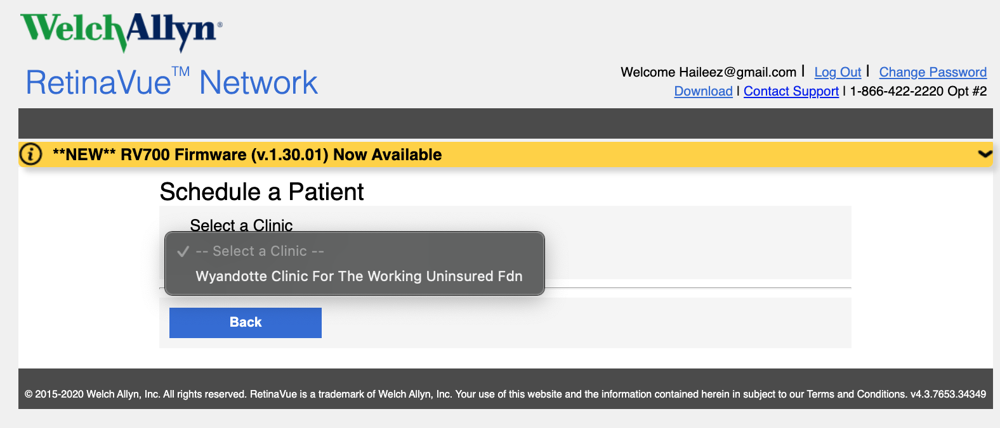 WelchAllyn®
RetinaVue™ Network
Welcome Haileez@gmail.com | Log Out | Change Password
Download | Contact Support | 1-866-422-2220 Opt #2
**NEW** RV700 Firmware (v.1.30.01) Now Available
Schedule a Patient
Select a Clinic
✓ -- Select a Clinic --
Wyandotte Clinic For The Working Uninsured Fdn
Back
© 2015-2020 Welch Allyn, Inc. All rights reserved. RetinaVue is a trademark of Welch Allyn, Inc. Your use of this website and the information contained herein in subject to our Terms and Conditions. v4.3.7653.34349